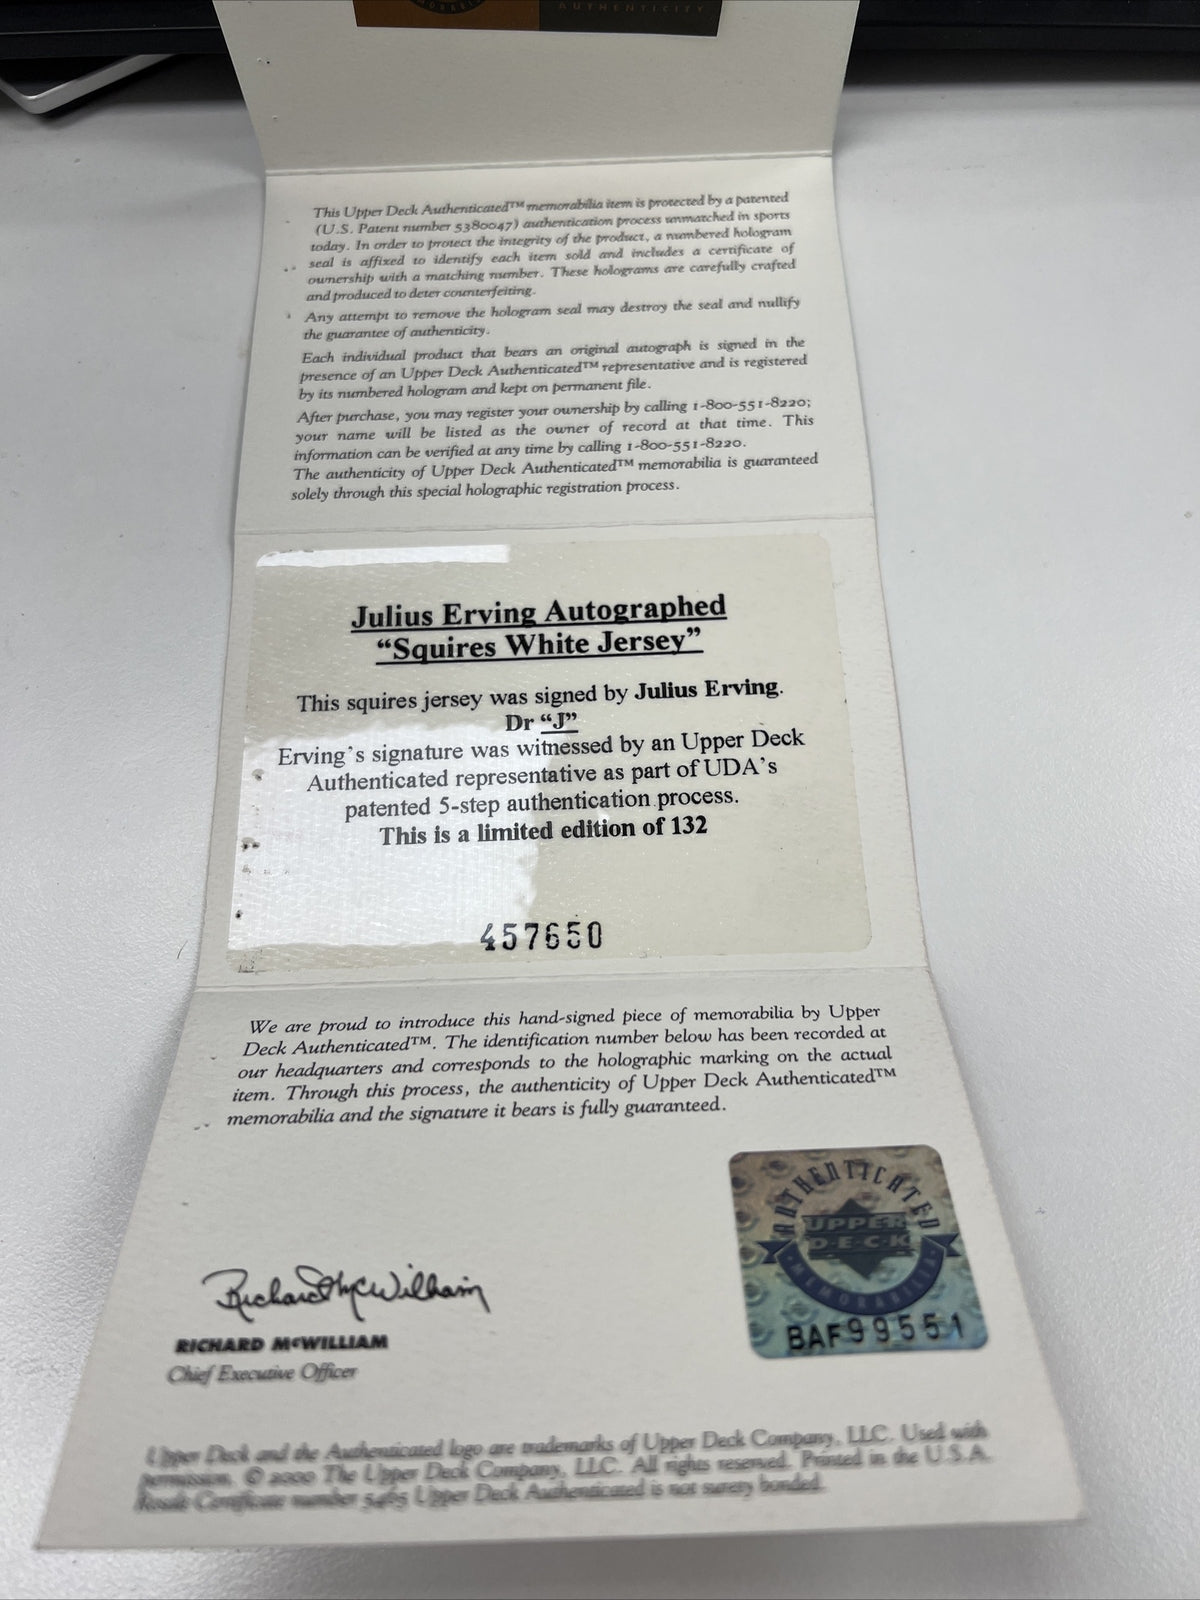 AUTHENTICITY
This Upper Deck Authenticated™ memorabilia item is protected by a patented
(U.S. Patent number 5380047) authentication process unmatched in sports
today. In order to protect the integrity of the product, a numbered hologram
seal is affixed to identify each item sold and includes a certificate of
ownership with a matching number. These holograms are carefully crafted
and produced to deter counterfeiting.
Any attempt to remove the hologram seal may destroy the seal and nullify
the guarantee of authenticity.
Each individual product that bears an original autograph is signed in the
presence of an Upper Deck Authenticated™ representative and is registered
by its numbered hologram and kept on permanent file.
After purchase, you may register your ownership by calling 1-800-551-8220;
your name will be listed as the owner of record at that time. This
information can be verified at any time by calling 1-800-551-8220.
The authenticity of Upper Deck Authenticated™ memorabilia is guaranteed
solely through this special holographic registration process.
Julius Erving Autographed
“Squires White Jersey”
This squires jersey was signed by Julius Erving.
Dr “J”
Erving’s signature was witnessed by an Upper Deck
Authenticated representative as part of UDA’s
patented 5-step authentication process.
This is a limited edition of 132
457650
We are proud to introduce this hand-signed piece of memorabilia by Upper
Deck Authenticated™. The identification number below has been recorded at
our headquarters and corresponds to the holographic marking on the actual
item. Through this process, the authenticity of Upper Deck Authenticated™
memorabilia and the signature it bears is fully guaranteed.
AUTHENTICATED
UPPER
D·E·C·K
MEMORABILIA
BAF99551
Richard McWilliam
RICHARD McWILLIAM
Chief Executive Officer
Upper Deck and the Authenticated logo are trademarks of Upper Deck Company, LLC. Used with
permission. © 2000 The Upper Deck Company, LLC. All rights reserved. Printed in the U.S.A.
Resale Certificate number 5465 Upper Deck Authenticated is not surety bonded.